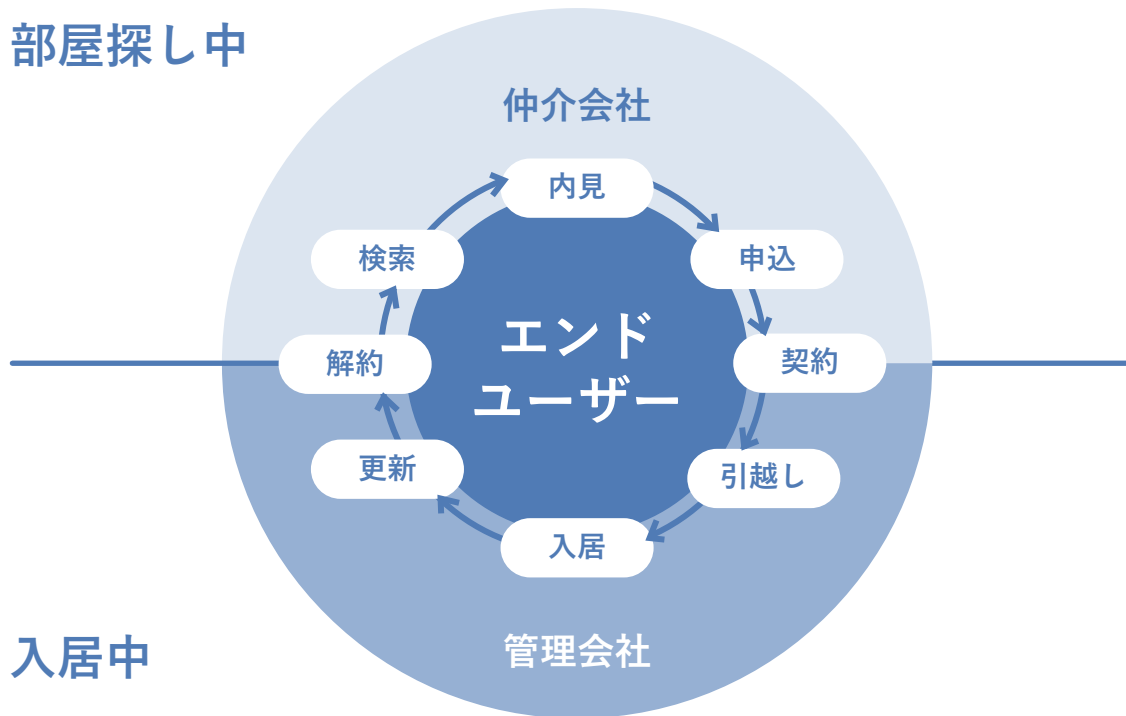 部屋探し中
仲介会社
内見
検索
申込
エンド
ユーザー
解約
契約
更新
引越し
入居
管理会社
入居中